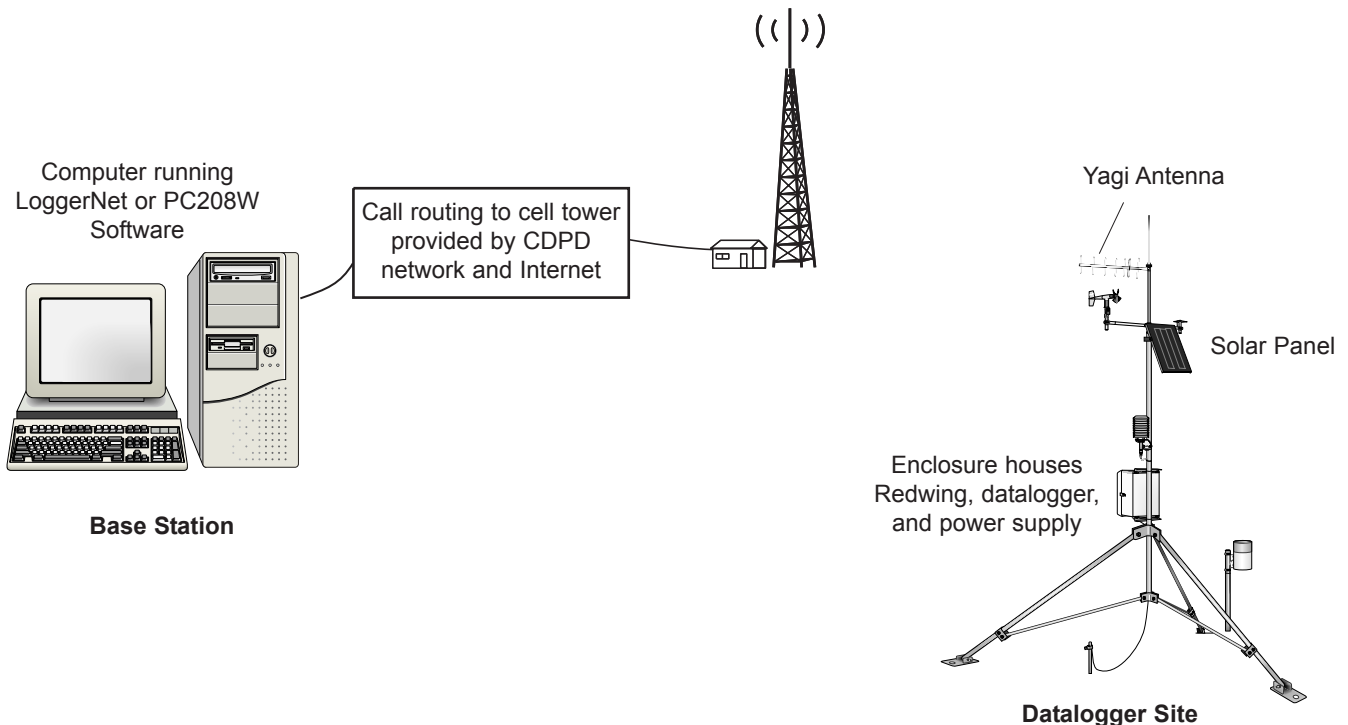 Computer running
LoggerNet or PC208W
Software
Call routing to cell tower
provided by CDPD
network and Internet
Base Station
Yagi Antenna
Solar Panel
Enclosure houses
Redwing, datalogger,
and power supply
Datalogger Site